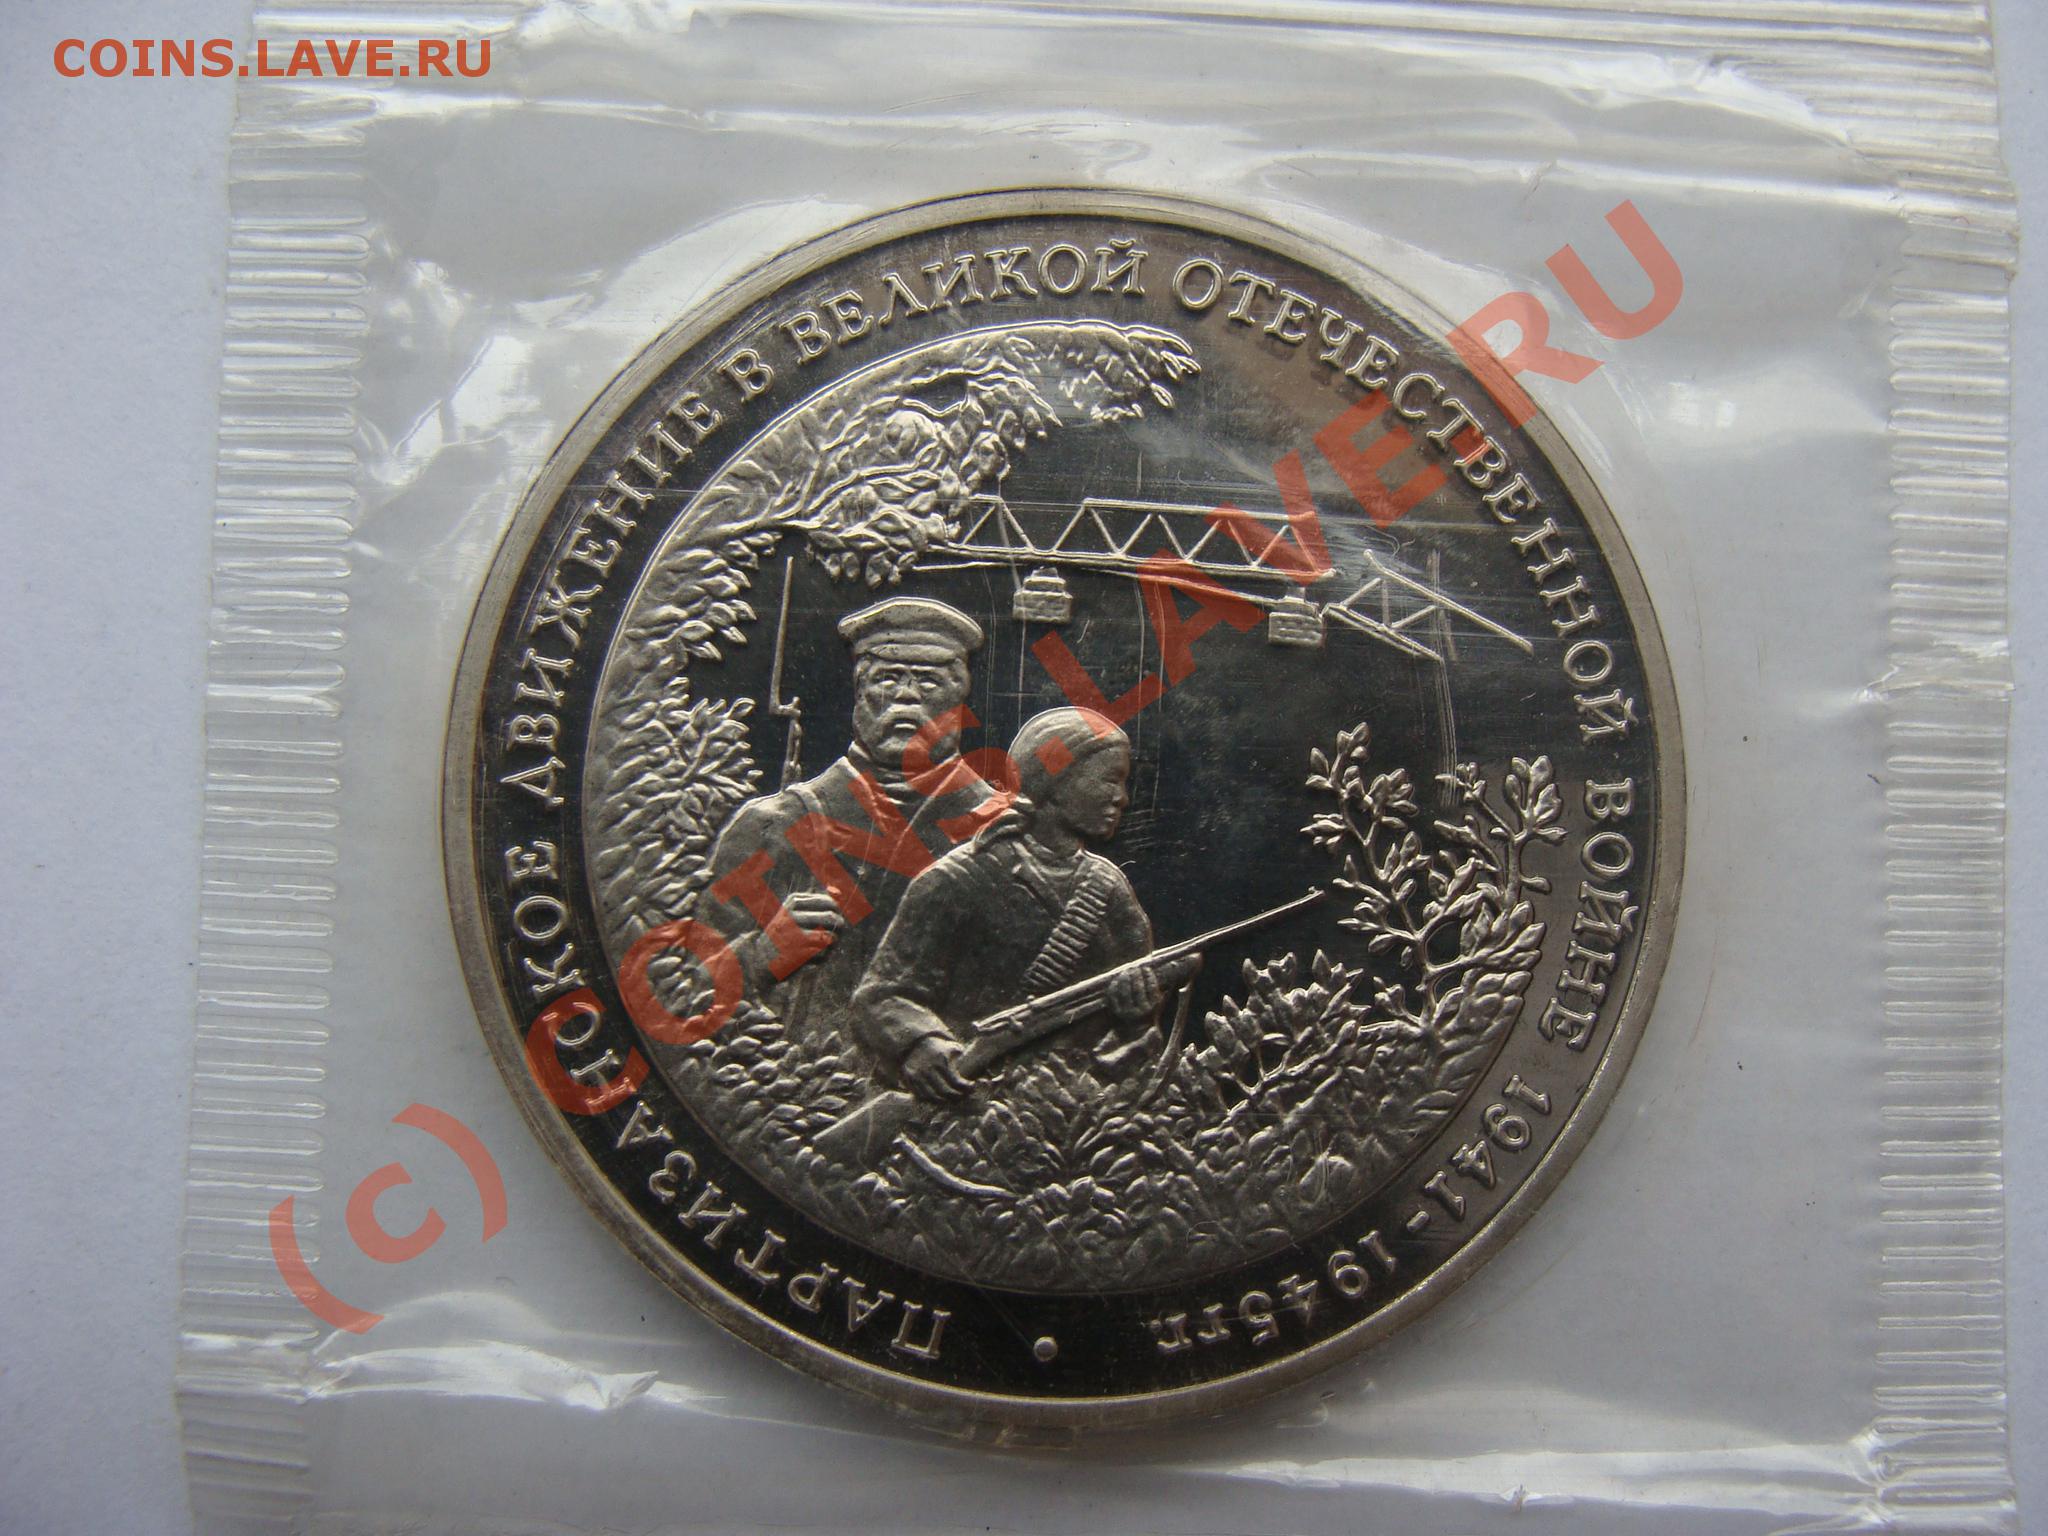 COINS.LAVE.RU
ПАРТИЗАНСКОЕ ДВИЖЕНИЕ В ВЕЛИКОЙ ОТЕЧЕСТВЕННОЙ ВОЙНЕ 1941-1945гг.
(c) COINS.LAVE.RU